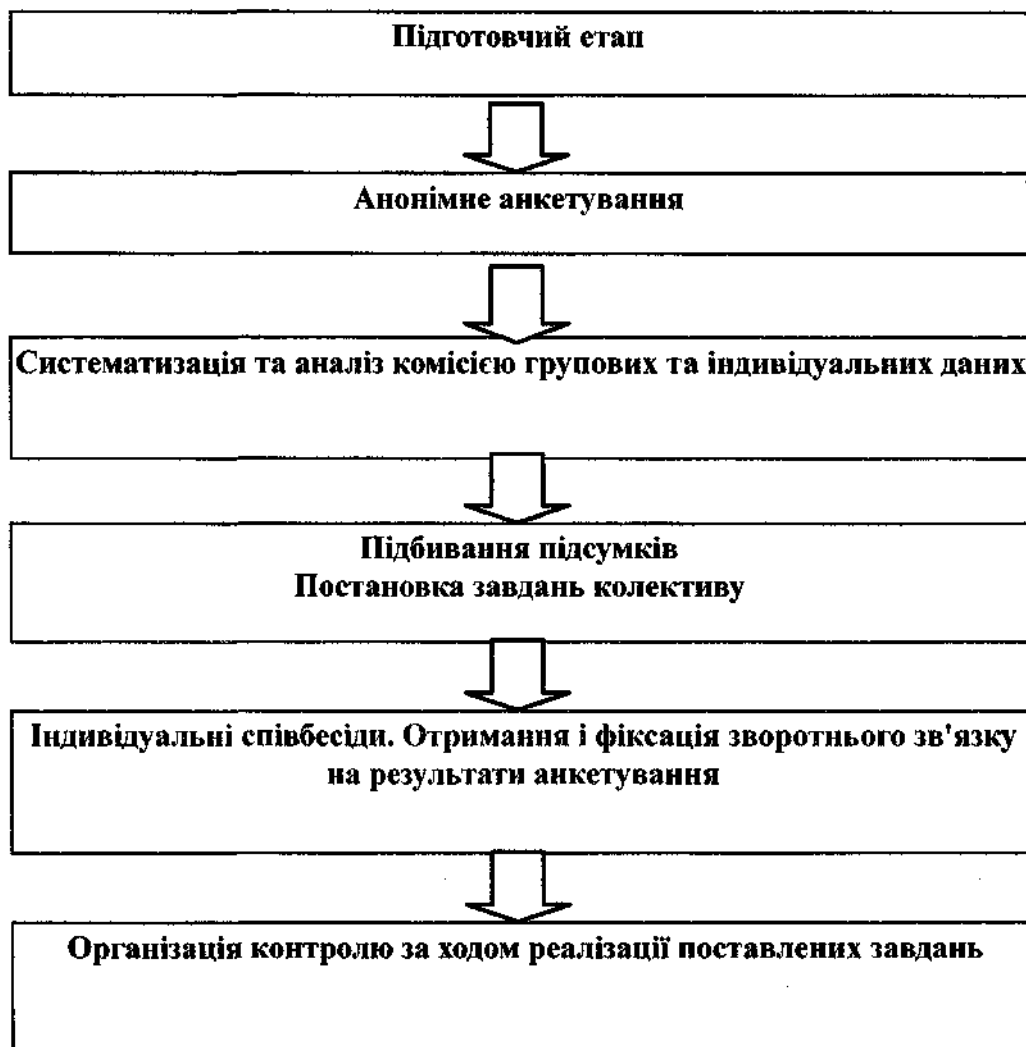 Підготовчий етап
Анонімне анкетування
Систематизація та аналіз комісією групових та індивідуальних даних
Підбивання підсумків
Постановка завдань колективу
Індивідуальні співбесіди. Отримання і фіксація зворотнього зв'язку
на результати анкетування
Організація контролю за ходом реалізації поставлених завдань